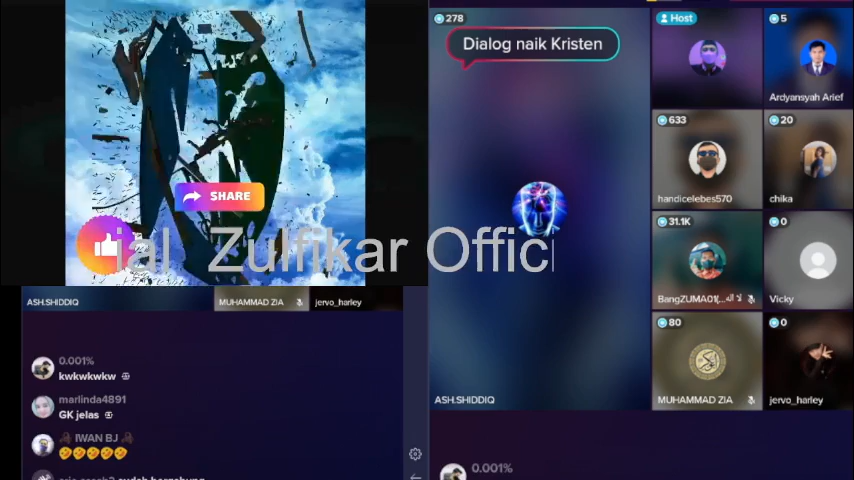 SHARE
ial Zulfikar Offici
ASH.SHIDDIQ
MUHAMMAD ZIA
jervo_harley
0.001%
kwkwkwkw
marlinda4891
GK jelas
IWAN BJ
278
Dialog naik Kristen
ASH.SHIDDIQ
Host
5
Ardyansyah Arief
633
handicelebes570
20
chika
31.1K
BangZUMA01(...
0
Vicky
80
MUHAMMAD ZIA
0
jervo_harley
0.001%